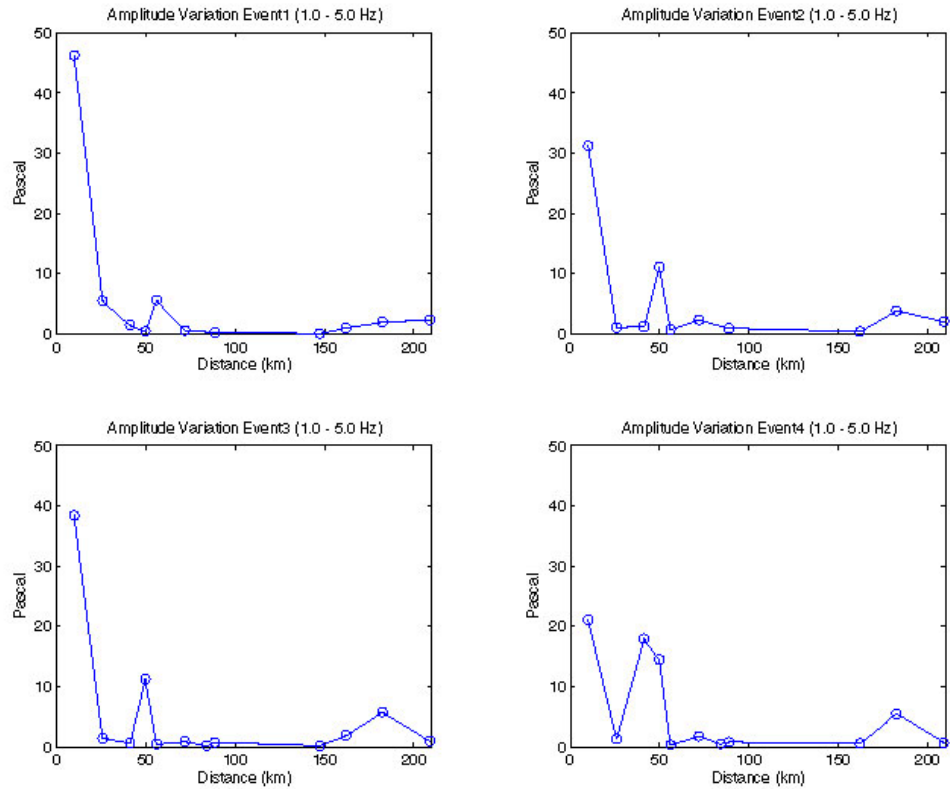 Amplitude Variation Event1 (1.0 - 5.0 Hz)
50
40
30
20
10
0
Pascal
0 50 100 150 200
Distance (km)
Amplitude Variation Event2 (1.0 - 5.0 Hz)
50
40
30
20
10
0
Pascal
0 50 100 150 200
Distance (km)
Amplitude Variation Event3 (1.0 - 5.0 Hz)
50
40
30
20
10
0
Pascal
0 50 100 150 200
Distance (km)
Amplitude Variation Event4 (1.0 - 5.0 Hz)
50
40
30
20
10
0
Pascal
0 50 100 150 200
Distance (km)